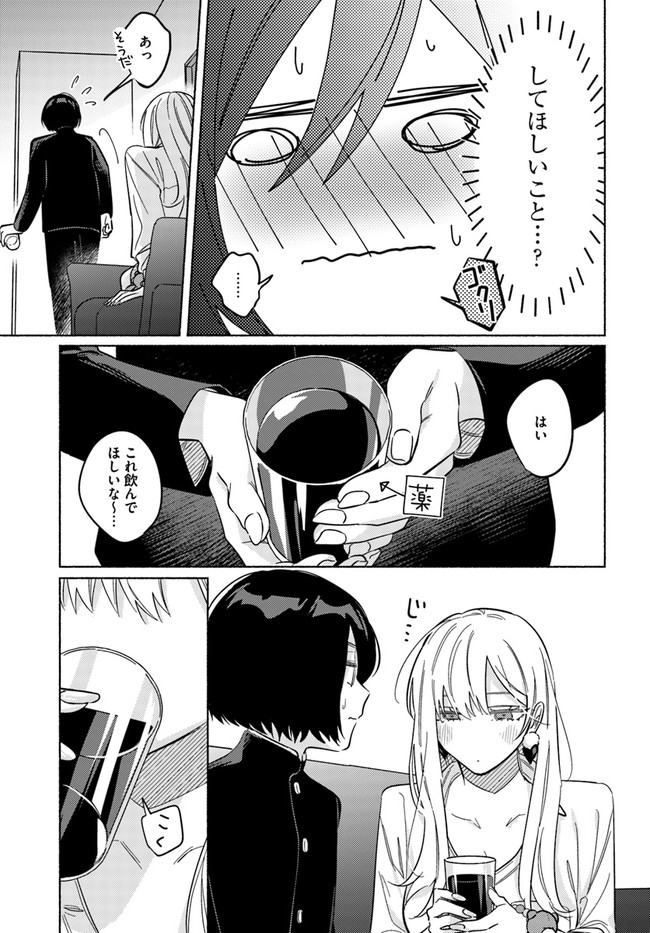 してほしいこと…?
ゴクリ
……
あっ
そうだ
はい
薬
これ飲んで
ほしいな〜…
じ…
こく